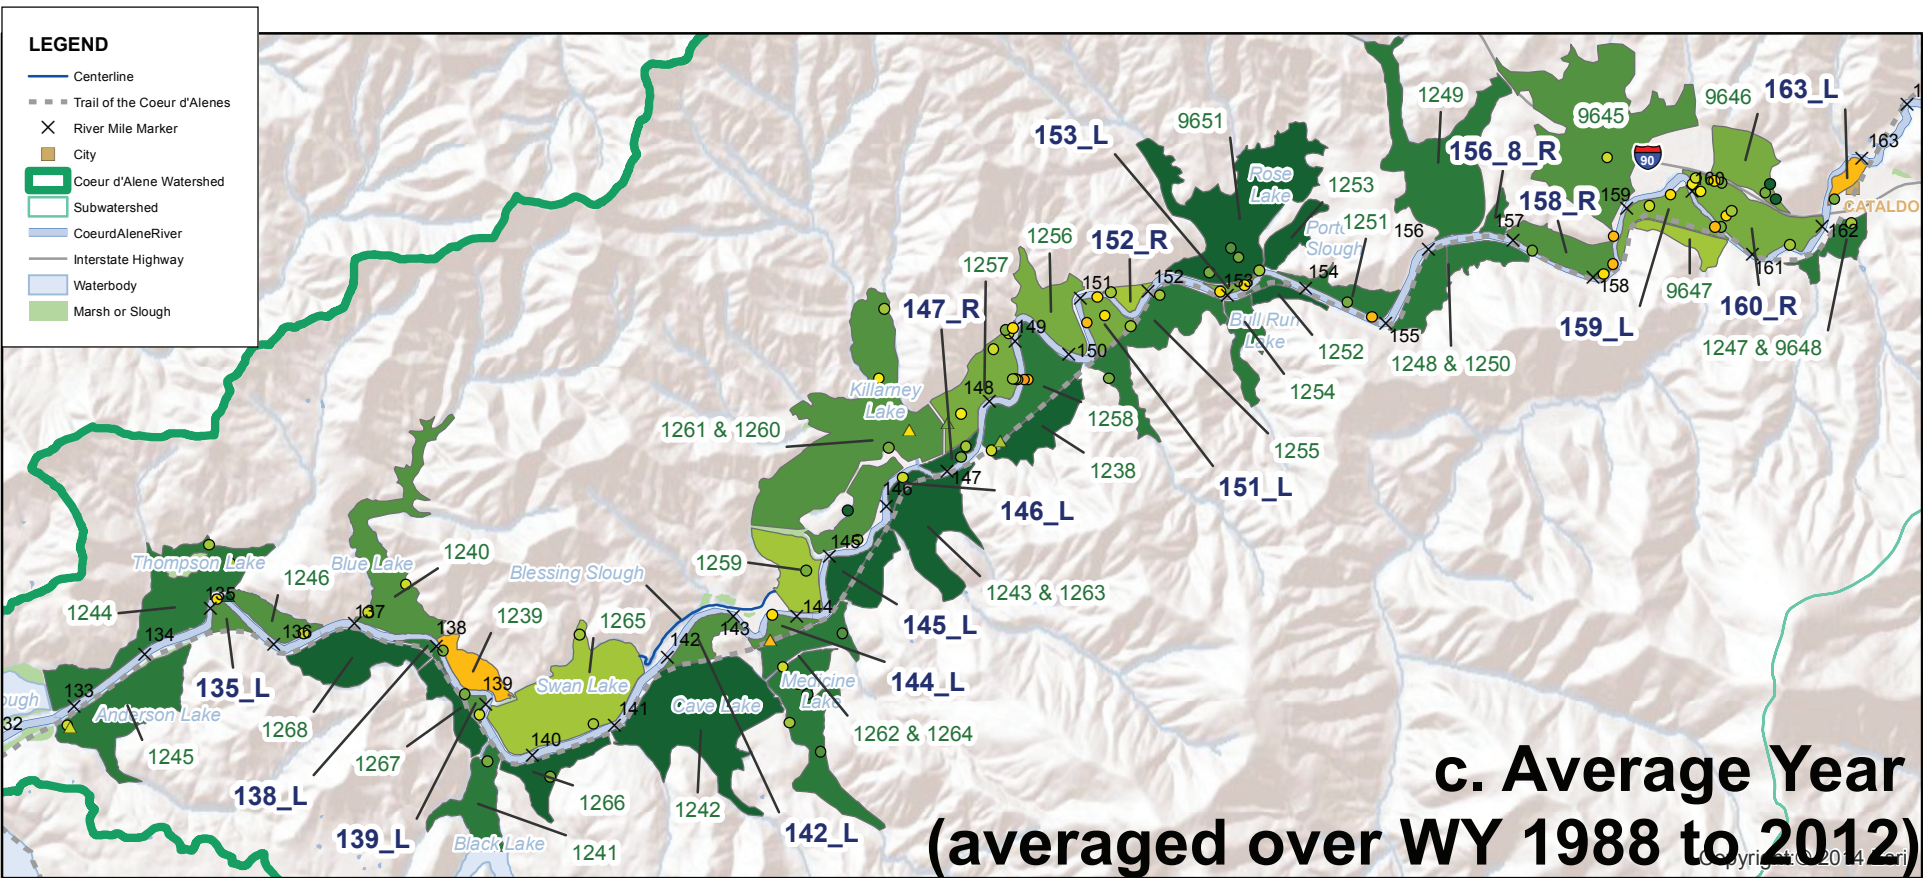 LEGEND
Centerline
Trail of the Coeur d'Alenes
River Mile Marker
City
Coeur d'Alene Watershed
Subwatershed
CoeurdAleneRiver
Interstate Highway
Waterbody
Marsh or Slough
1249
9645
9646
163_L
9651
153_L
156_8_R
163
90
160
Rose
Lake
1253
158_R
159
CATALDO
1251
Slough
157
156
162
1256
152_R
1257
151
152
153
154
161
158
9647
160_R
147_R
149
Bull Run
Lake
155
159_L
1247 & 9648
150
1252
1248 & 1250
Killarney
Lake
148
1254
1261 & 1260
1258
1255
1238
147
151_L
146
146_L
145
Thompson Lake
Blue Lake
1240
Blessing Slough
1259
1246
1243 & 1263
135
1244
137
1239
1265
144
145_L
134
136
138
142
143
135_L
133
139
Swan Lake
Cave Lake
Medicine
Lake
144_L
ough
32
Anderson Lake
141
1268
140
1262 & 1264
1245
1267
138_L
1266
1242
139_L
Black Lake
1241
142_L
c. Average Year
(averaged over WY 1988 to 2012)
Copyright:© 2014 Esri